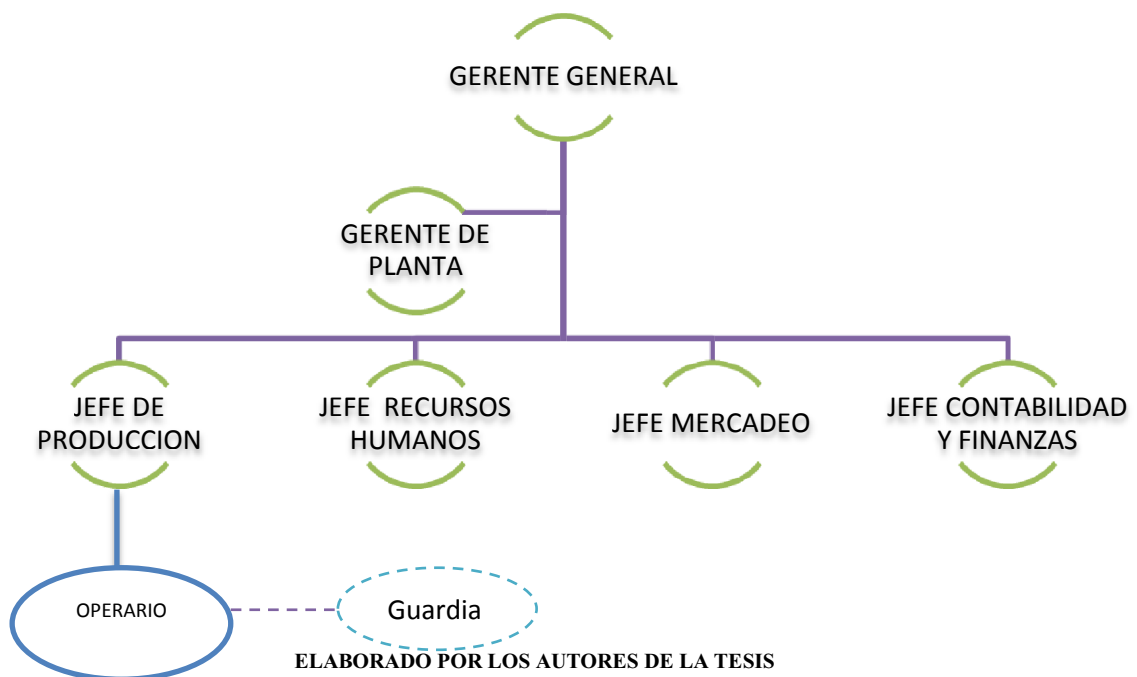 GERENTE GENERAL
GERENTE DE
PLANTA
JEFE DE
PRODUCCION
JEFE RECURSOS
HUMANOS
JEFE MERCADEO
JEFE CONTABILIDAD
Y FINANZAS
OPERARIO
Guardia
ELABORADO POR LOS AUTORES DE LA TESIS